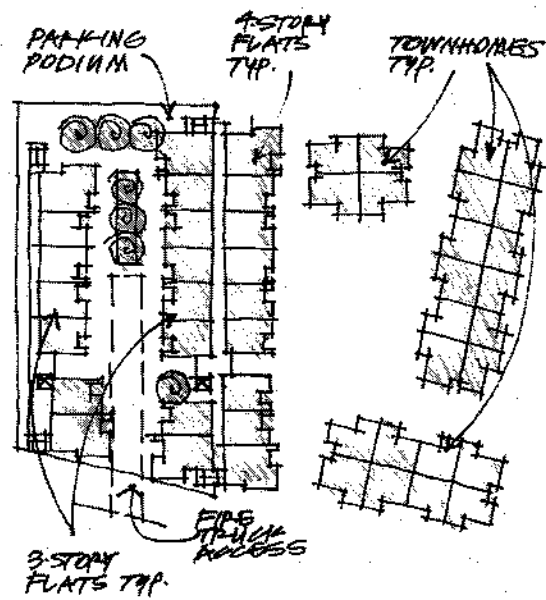 PARKING
PODIUM
4-STORY
FLATS
TYP.
TOWNHOMES
TYP.
FIRE
TRUCK
ACCESS
3-STORY
FLATS TYP.